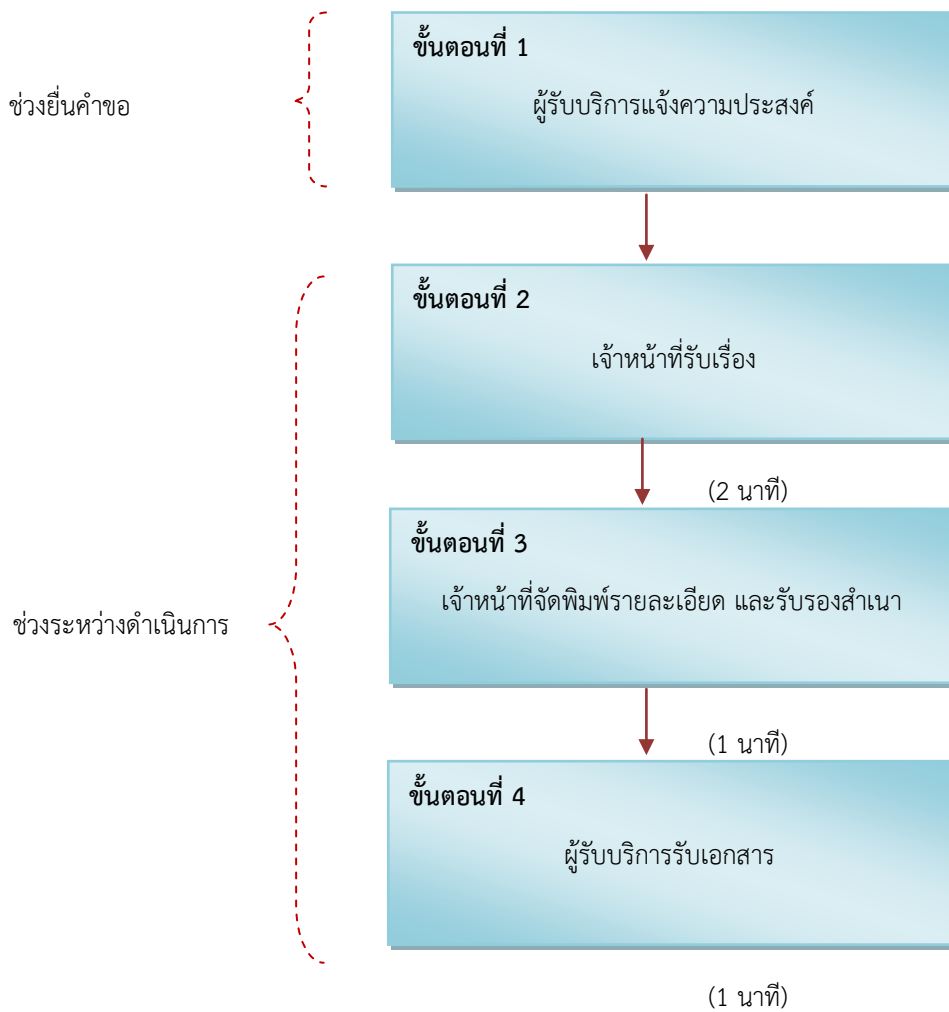 ช่วงยื่นคำขอ
ขั้นตอนที่ 1
ผู้รับบริการแจ้งความประสงค์
ขั้นตอนที่ 2
เจ้าหน้าที่รับเรื่อง
(2 นาที)
ช่วงระหว่างดำเนินการ
ขั้นตอนที่ 3
เจ้าหน้าที่จัดพิมพ์รายละเอียด และรับรองสำเนา
(1 นาที)
ขั้นตอนที่ 4
ผู้รับบริการรับเอกสาร
(1 นาที)